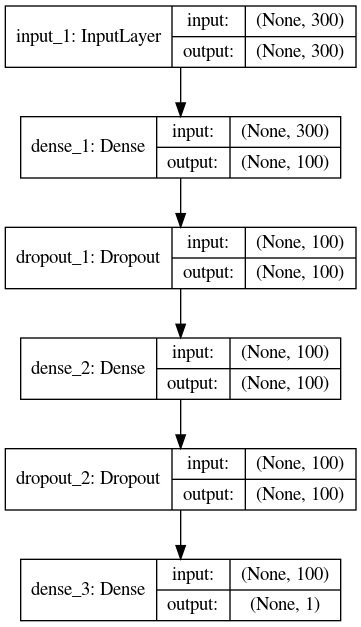 input_1: InputLayer
input: (None, 300)
output: (None, 300)
dense_1: Dense
input: (None, 300)
output: (None, 100)
dropout_1: Dropout
input: (None, 100)
output: (None, 100)
dense_2: Dense
input: (None, 100)
output: (None, 100)
dropout_2: Dropout
input: (None, 100)
output: (None, 100)
dense_3: Dense
input: (None, 100)
output: (None, 1)